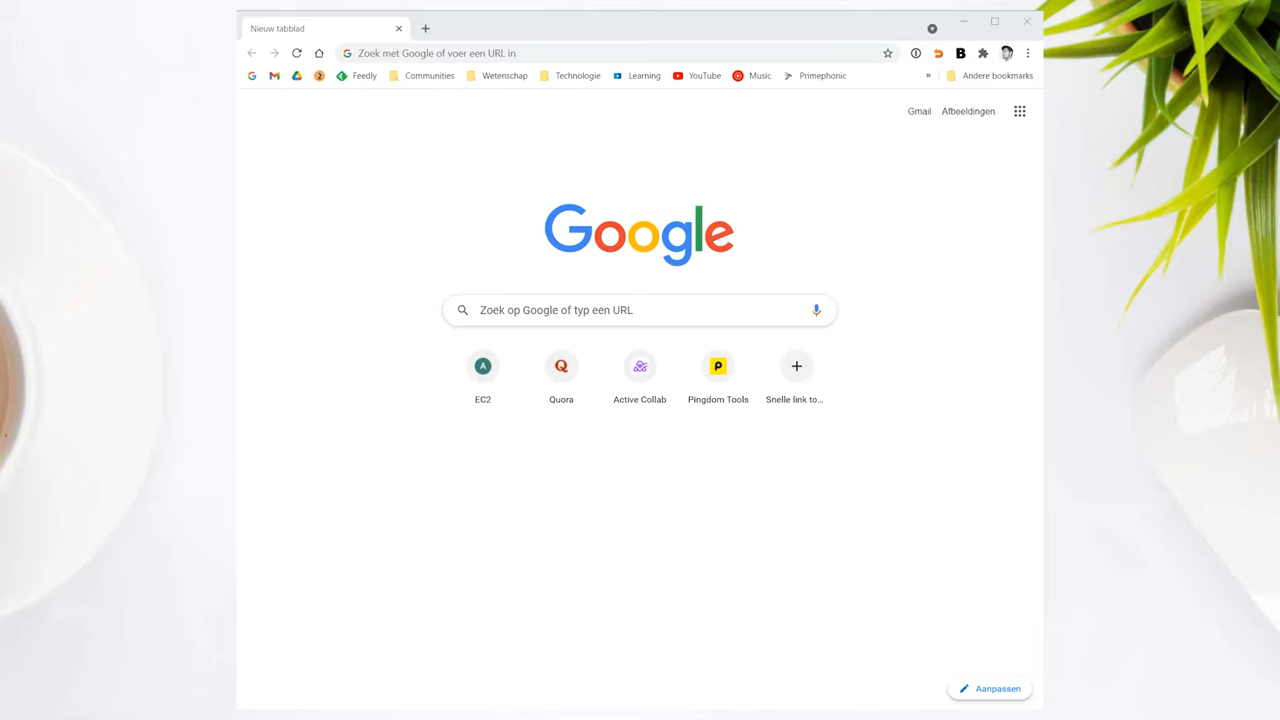 Nieuw tabblad
Zoek met Google of voer een URL in
Feedly Communities Wetenschap Technologie Learning YouTube Music Primephonic » Andere bookmarks
Gmail Afbeeldingen
Google
Zoek op Google of typ een URL
EC2 Quora Active Collab Pingdom Tools Snelle link to...
Aanpassen